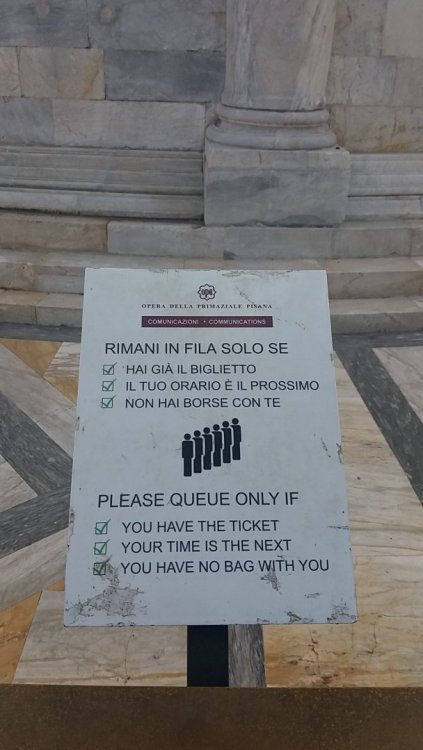 OPERA DELLA PRIMAZIALE PISANA
COMUNICAZIONI • COMMUNICATIONS
RIMANI IN FILA SOLO SE
HAI GIÀ IL BIGLIETTO
IL TUO ORARIO È IL PROSSIMO
NON HAI BORSE CON TE
PLEASE QUEUE ONLY IF
YOU HAVE THE TICKET
YOUR TIME IS THE NEXT
YOU HAVE NO BAG WITH YOU